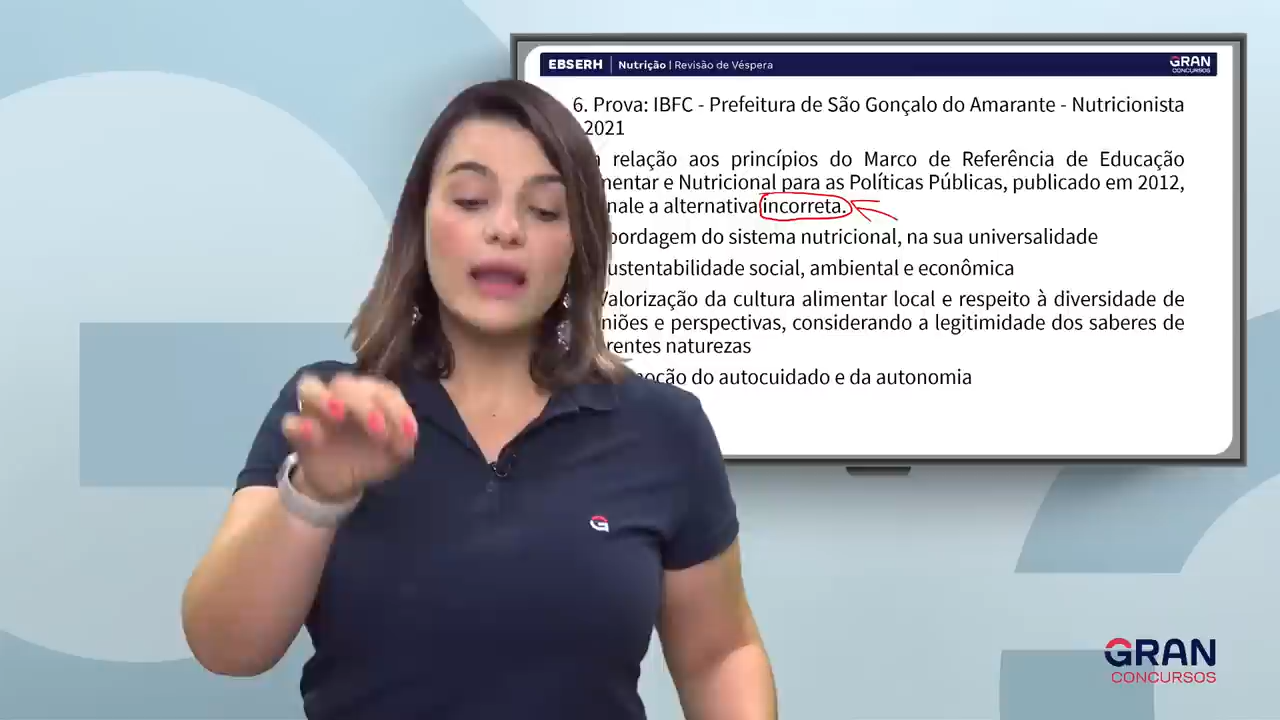 EBSERH | Nutrição | Revisão de Véspera
GRAN
CONCURSOS
6. Prova: IBFC - Prefeitura de São Gonçalo do Amarante - Nutricionista
2021
relação aos princípios do Marco de Referência de Educação
mentar e Nutricional para as Políticas Públicas, publicado em 2012,
nale a alternativa incorreta.
bordagem do sistema nutricional, na sua universalidade
ustentabilidade social, ambiental e econômica
Valorização da cultura alimentar local e respeito à diversidade de
niões e perspectivas, considerando a legitimidade dos saberes de
rentes naturezas
oção do autocuidado e da autonomia
G
GRAN
CONCURSOS